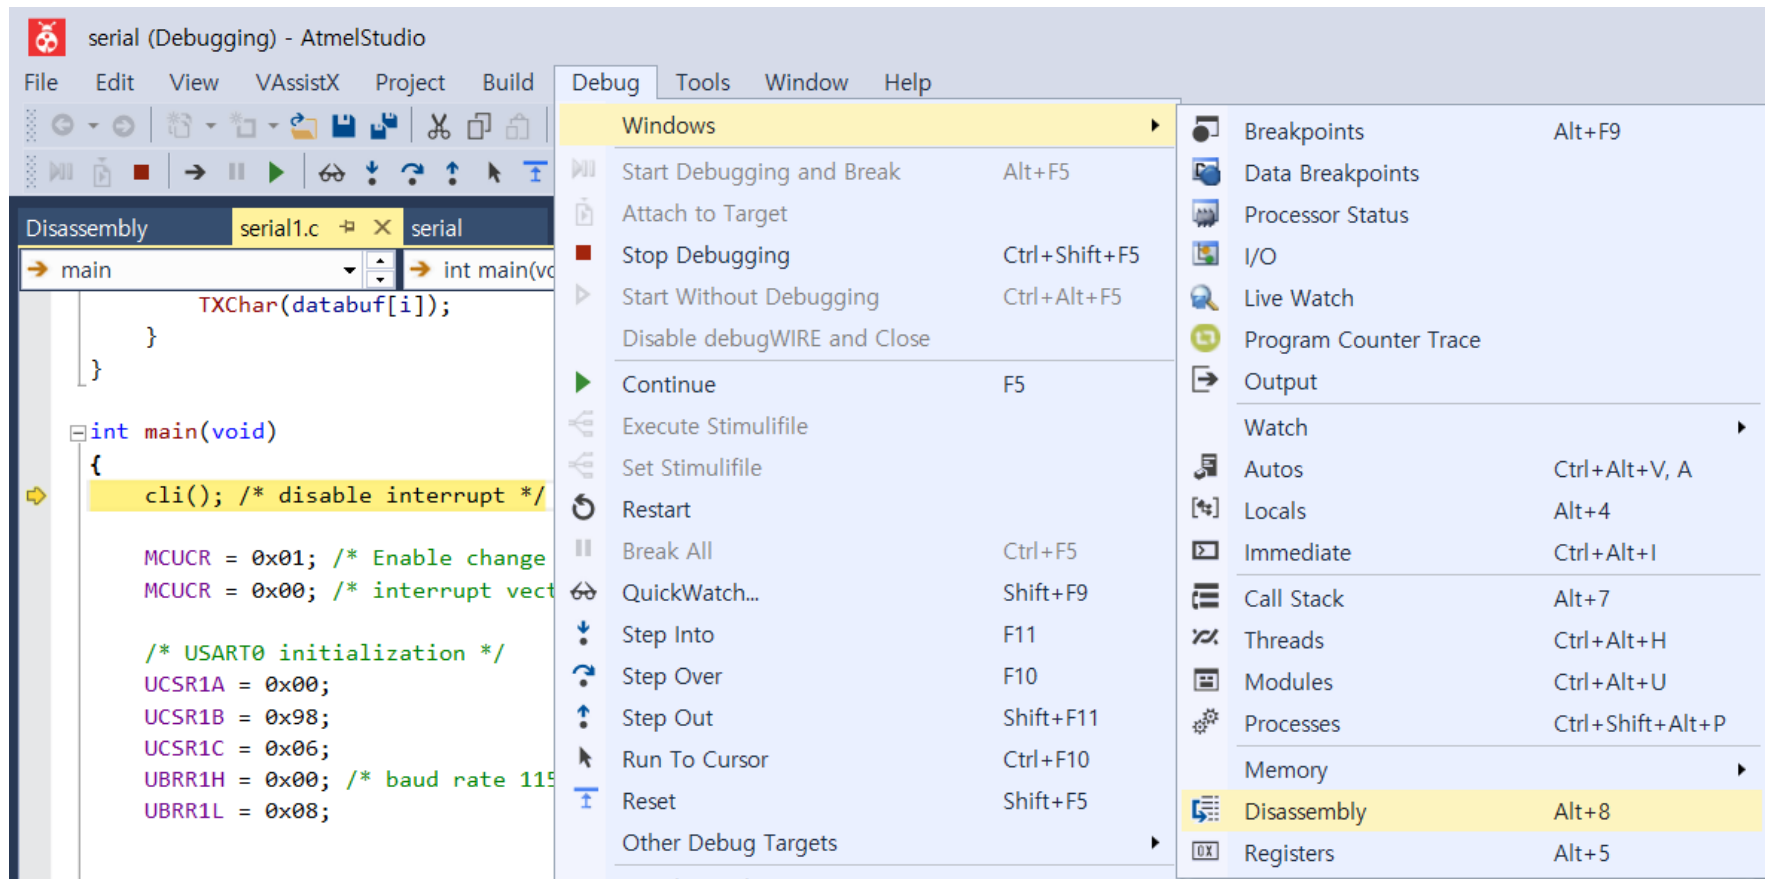 serial (Debugging) - AtmelStudio
File Edit View VAssistX Project Build Debug Tools Window Help
Disassembly serial1.c serial
main int main(vo
TXChar(databuf[i]);
}
}
int main(void)
{
cli(); /* disable interrupt */
MCUCR = 0x01; /* Enable change
MCUCR = 0x00; /* interrupt vect
/* USART0 initialization */
UCSR1A = 0x00;
UCSR1B = 0x98;
UCSR1C = 0x06;
UBRR1H = 0x00; /* baud rate 115
UBRR1L = 0x08;
Windows
Start Debugging and Break Alt+F5
Attach to Target
Stop Debugging Ctrl+Shift+F5
Start Without Debugging Ctrl+Alt+F5
Disable debugWIRE and Close
Continue F5
Execute Stimulifile
Set Stimulifile
Restart
Break All Ctrl+F5
QuickWatch... Shift+F9
Step Into F11
Step Over F10
Step Out Shift+F11
Run To Cursor Ctrl+F10
Reset Shift+F5
Other Debug Targets
Breakpoints Alt+F9
Data Breakpoints
Processor Status
I/O
Live Watch
Program Counter Trace
Output
Watch
Autos Ctrl+Alt+V, A
Locals Alt+4
Immediate Ctrl+Alt+I
Call Stack Alt+7
Threads Ctrl+Alt+H
Modules Ctrl+Alt+U
Processes Ctrl+Shift+Alt+P
Memory
Disassembly Alt+8
Registers Alt+5